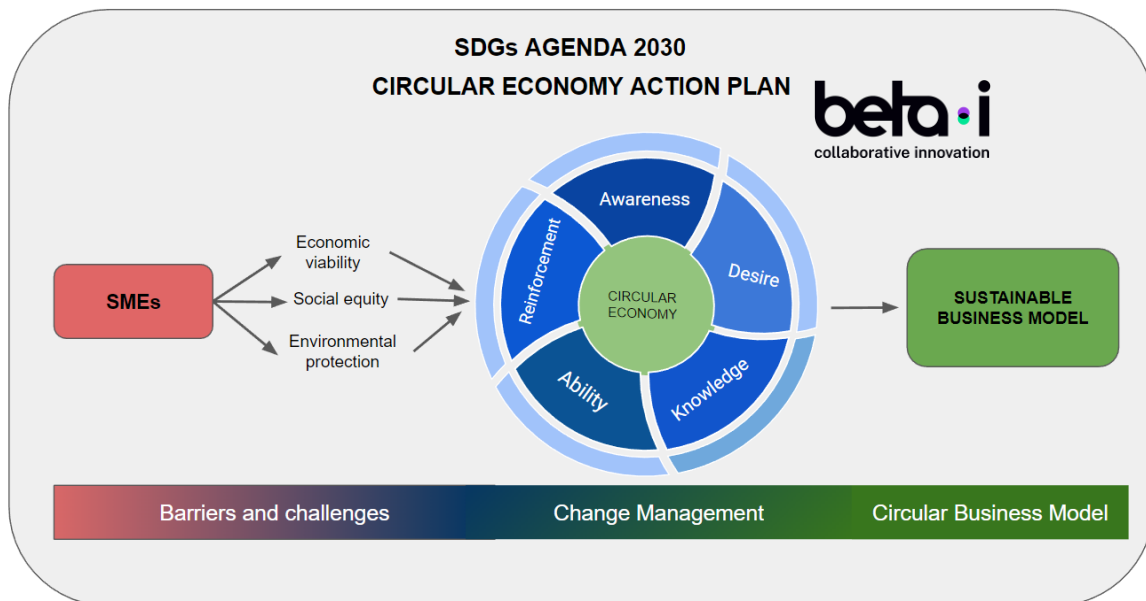 SDGs AGENDA 2030
CIRCULAR ECONOMY ACTION PLAN
beta·i
collaborative innovation
Awareness
Desire
Knowledge
Ability
Reinforcement
CIRCULAR
ECONOMY
SMEs
Economic
viability
Social equity
Environmental
protection
SUSTAINABLE
BUSINESS MODEL
Barriers and challenges
Change Management
Circular Business Model